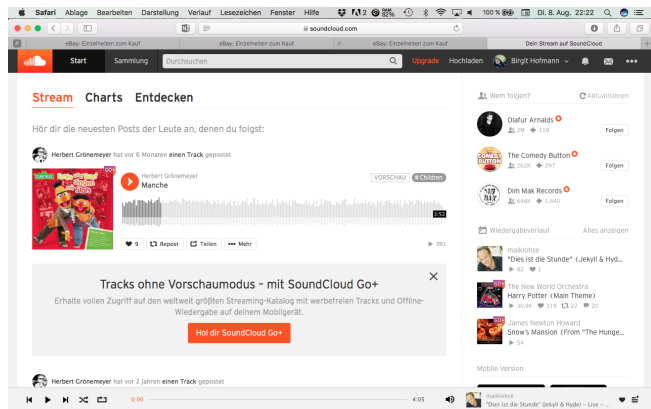 Safari Ablage Bearbeiten Darstellung Verlauf Lesezeichen Fenster Hilfe 100 % Di. 8. Aug. 22:22
soundcloud.com
eBay: Einzelheiten zum Kauf eBay: Einzelheiten zum Kauf eBay: Einzelheiten zum Kauf Dein Stream auf SoundCloud
Start Sammlung Durchsuchen Upgrade Hochladen Birgit Hofmann
Stream Charts Entdecken
Hör dir die neuesten Posts der Leute an, denen du folgst:
Herbert Grönemeyer hat vor 6 Monaten einen Track gepostet
Herbert Grönemeyer
Manche
VORSCHAU # Children
3:52
9 Repost Teilen Mehr 391
Tracks ohne Vorschaumodus – mit SoundCloud Go+
Erhalte vollen Zugriff auf den weltweit größten Streaming-Katalog mit werbefreien Tracks und Offline-
Wiedergabe auf deinem Mobilgerät.
Hol dir SoundCloud Go+
Herbert Grönemeyer hat vor 2 Jahren einen Track gepostet
Wem folgen? Aktualisieren
Olafur Arnalds
2M 119 Folgen
The Comedy Button
262K 297 Folgen
Dim Mak Records
646K 1.440 Folgen
Wiedergabeverlauf Alles anzeigen
maiklohse
"Dies ist die Stunde" (Jekyll & Hyd...
82 1
The New World Orchestra
Harry Potter (Main Theme)
30,9K 319 22 20
James Newton Howard
Snow's Mansion (From "The Hunge...
54
Mobile Version
0:00 4:05
maiklohse
"Dies ist die Stunde" (Jekyll & Hyde) – Live – ...